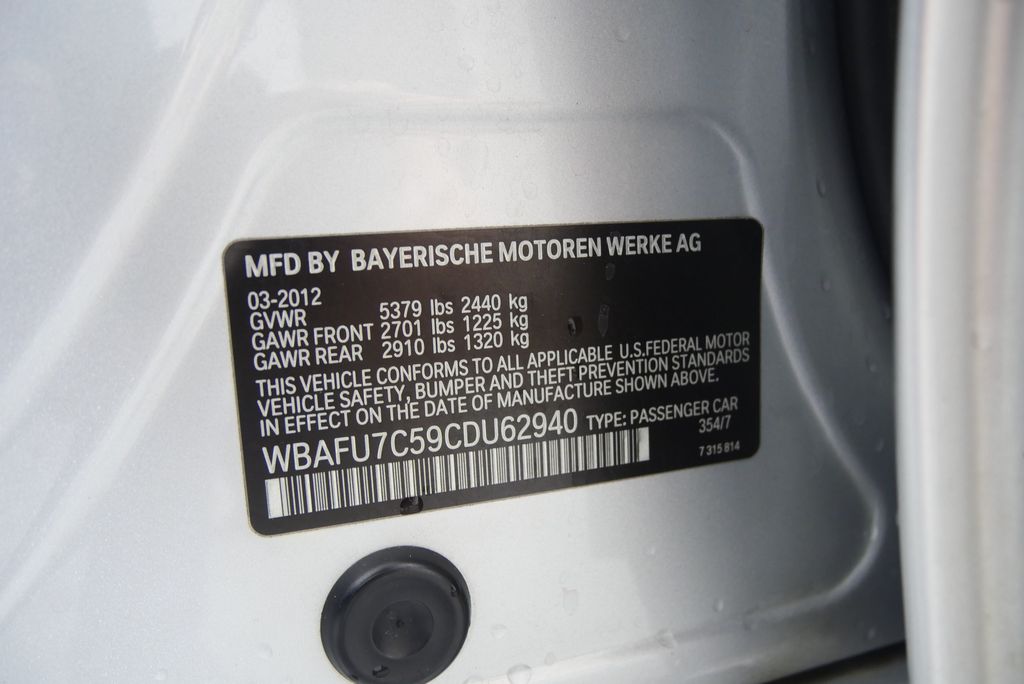 MFD BY BAYERISCHE MOTOREN WERKE AG
03-2012
GVWR 5379 lbs 2440 kg
GAWR FRONT 2701 lbs 1225 kg
GAWR REAR 2910 lbs 1320 kg
THIS VEHICLE CONFORMS TO ALL APPLICABLE U.S.FEDERAL MOTOR
VEHICLE SAFETY, BUMPER AND THEFT PREVENTION STANDARDS
IN EFFECT ON THE DATE OF MANUFACTURE SHOWN ABOVE.
WBAFU7C59CDU62940 TYPE: PASSENGER CAR
354/7
7 315 814